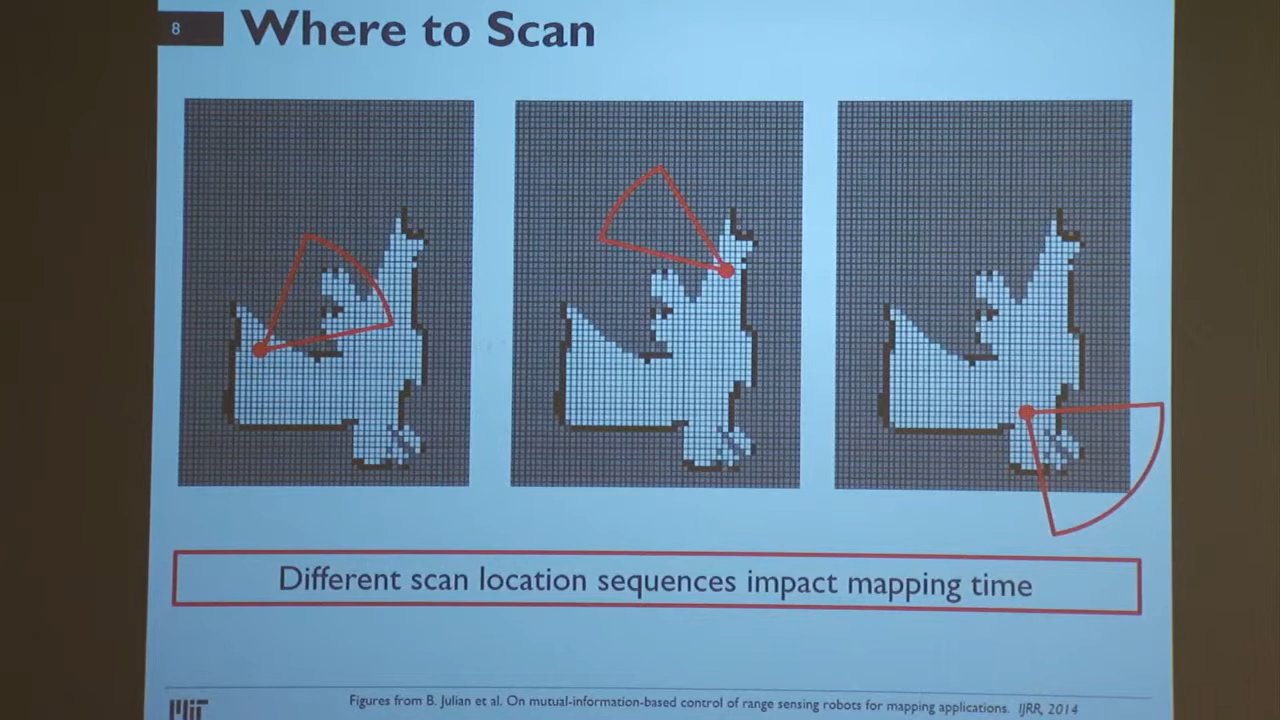 8
Where to Scan
Different scan location sequences impact mapping time
Figures from B. Julian et al. On mutual-information-based control of range sensing robots for mapping applications. IJRR, 2014
MIT